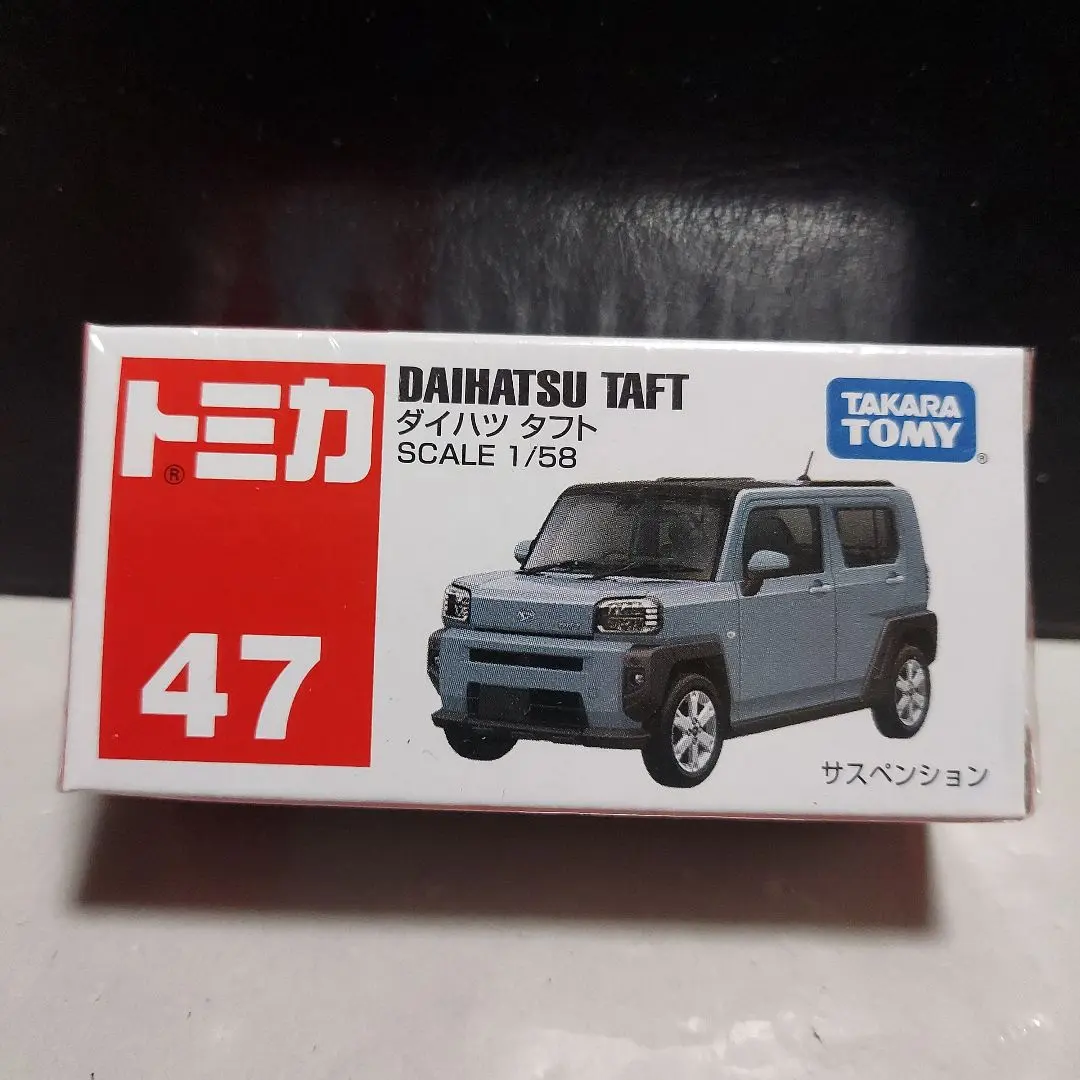 トミカ®
47
DAIHATSU TAFT
ダイハツ タフト
SCALE 1/58
TAKARA
TOMY®
サスペンション